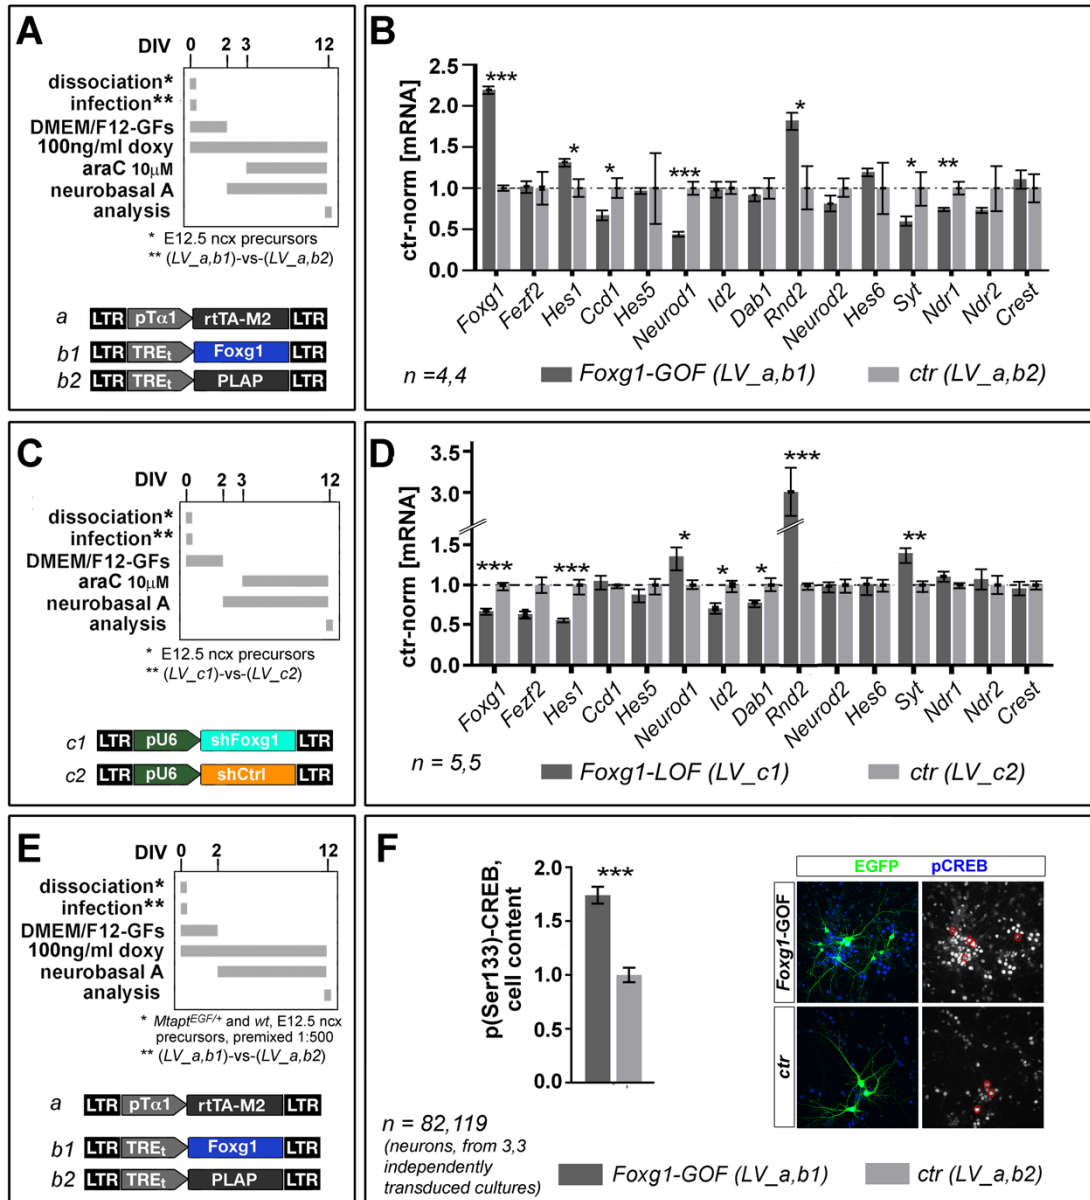 A
DIV 0 2 3 12
dissociation*
infection**
DMEM/F12-GFs
100ng/ml doxy
araC 10μM
neurobasal A
analysis
* E12.5 ncx precursors
** (LV_a,b1)-vs-(LV_a,b2)
a LTR pTα1 rtTA-M2 LTR
b1 LTR TREt Foxg1 LTR
b2 LTR TREt PLAP LTR
B
ctr-norm [mRNA]
2.5
2.0
1.5
1.0
0.5
0.0
*** * * *** * * **
Foxg1 Fezf2 Hes1 Ccd1 Hes5 Neurod1 Id2 Dab1 Rnd2 Neurod2 Hes6 Syt Ndr1 Ndr2 Crest
n =4,4 Foxg1-GOF (LV_a,b1) ctr (LV_a,b2)
C
DIV 0 2 3 12
dissociation*
infection**
DMEM/F12-GFs
araC 10μM
neurobasal A
analysis
* E12.5 ncx precursors
** (LV_c1)-vs-(LV_c2)
c1 LTR pU6 shFoxg1 LTR
c2 LTR pU6 shCtrl LTR
D
ctr-norm [mRNA]
3.5
3.0
1.5
1.0
0.5
0.0
*** *** * * * *** **
Foxg1 Fezf2 Hes1 Ccd1 Hes5 Neurod1 Id2 Dab1 Rnd2 Neurod2 Hes6 Syt Ndr1 Ndr2 Crest
n = 5,5 Foxg1-LOF (LV_c1) ctr (LV_c2)
E
DIV 0 2 12
dissociation*
infection**
DMEM/F12-GFs
100ng/ml doxy
neurobasal A
analysis
* MtaptEGF/+ and wt, E12.5 ncx
precursors, premixed 1:500
** (LV_a,b1)-vs-(LV_a,b2)
a LTR pTα1 rtTA-M2 LTR
b1 LTR TREt Foxg1 LTR
b2 LTR TREt PLAP LTR
F
p(Ser133)-CREB,
cell content
2.0
1.5
1.0
0.5
0.0
***
EGFP pCREB
Foxg1-GOF
ctr
n = 82,119
(neurons, from 3,3
independently
transduced cultures)
Foxg1-GOF (LV_a,b1) ctr (LV_a,b2)